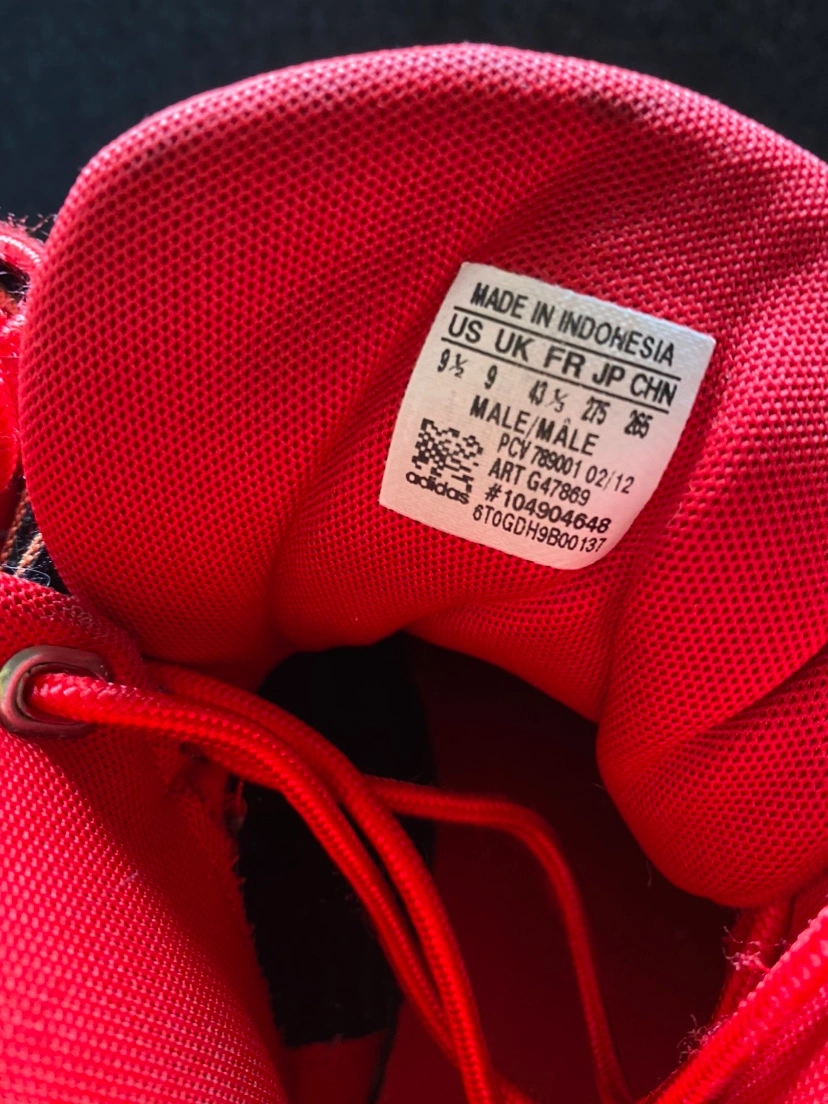 MADE IN INDONESIA
US UK FR JP CHN
9½ 9 43⅓ 275 265
MALE/MÂLE
PCV 789001 02/12
ART G47869
#104904648
6T0GDH9B00137
adidas